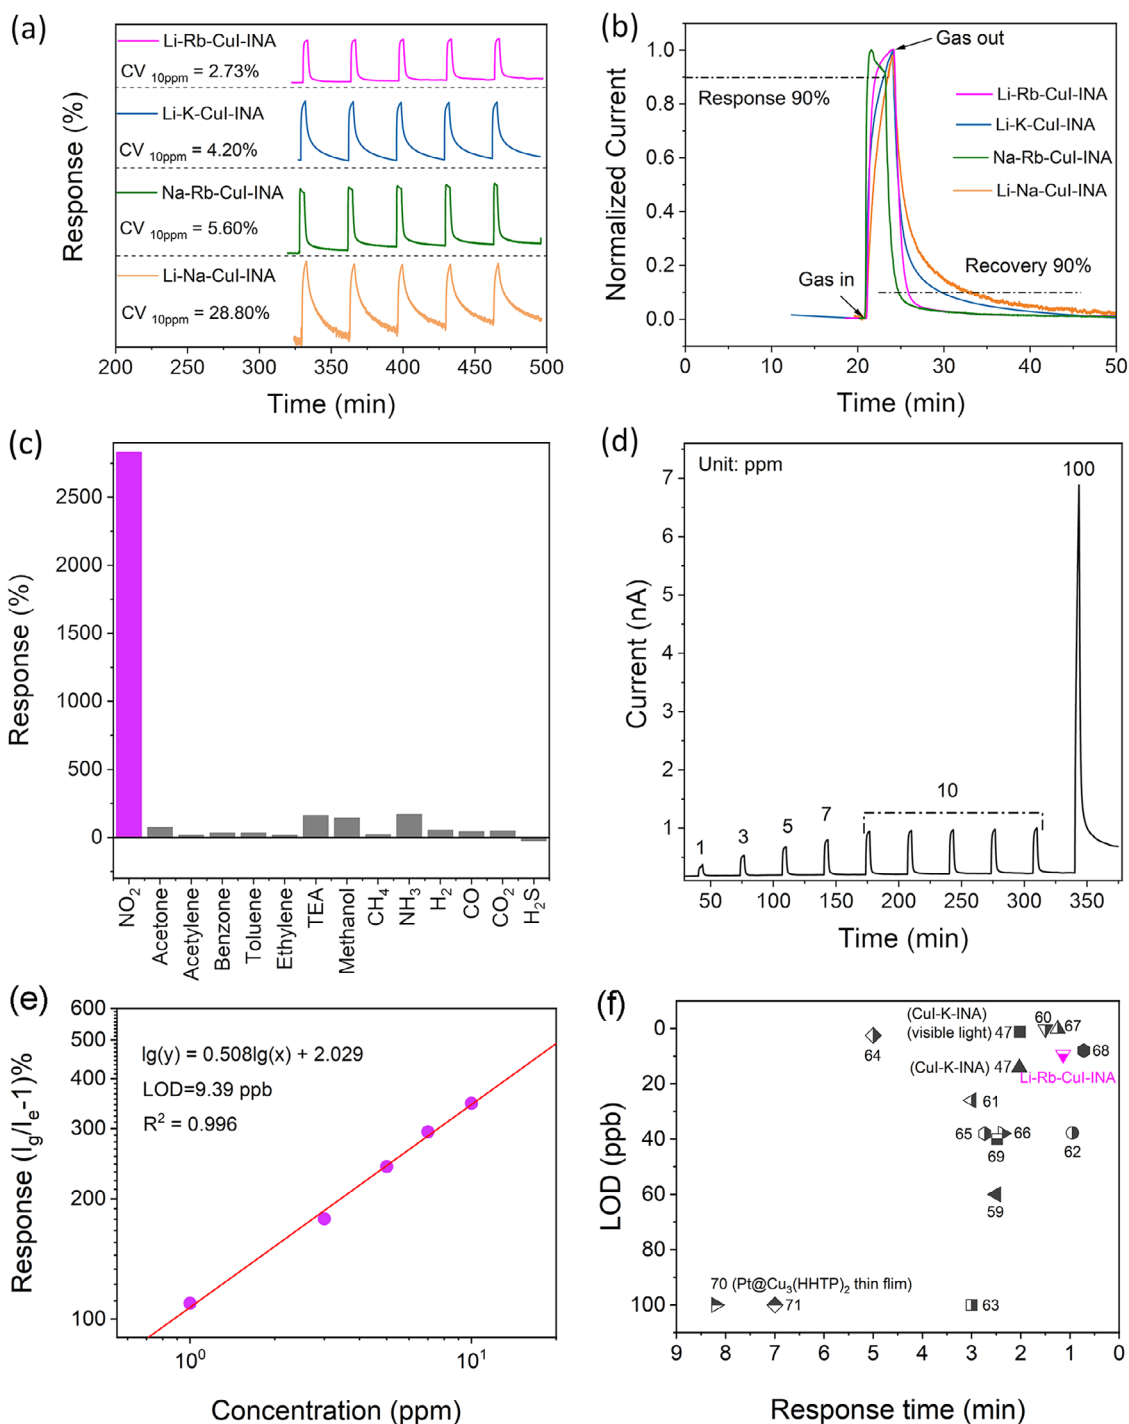 (a)
Response (%)
Li-Rb-CuI-INA
CV 10ppm = 2.73%
Li-K-CuI-INA
CV 10ppm = 4.20%
Na-Rb-CuI-INA
CV 10ppm = 5.60%
Li-Na-CuI-INA
CV 10ppm = 28.80%
200 250 300 350 400 450 500
Time (min)
(b)
Normalized Current
1.0
0.8
0.6
0.4
0.2
0.0
Gas out
Response 90%
Li-Rb-CuI-INA
Li-K-CuI-INA
Na-Rb-CuI-INA
Li-Na-CuI-INA
Recovery 90%
Gas in
0 10 20 30 40 50
Time (min)
(c)
Response (%)
2500
2000
1500
1000
500
0
NO2
Acetone
Acetylene
Benzone
Toluene
Ethylene
TEA
Methanol
CH4
NH3
H2
CO
CO2
H2S
(d)
Current (nA)
Unit: ppm
7
6
5
4
3
2
1
1
3
5
7
10
100
50 100 150 200 250 300 350
Time (min)
(e)
Response (Ig/Ie-1)%
600
500
400
300
200
100
lg(y) = 0.508lg(x) + 2.029
LOD=9.39 ppb
R2 = 0.996
10⁰ 10¹
Concentration (ppm)
(f)
LOD (ppb)
0
20
40
60
80
100
64
(CuI-K-INA)
(visible light) 47
60
67
68
(CuI-K-INA) 47
Li-Rb-CuI-INA
61
65
66
69
62
59
70 (Pt@Cu3(HHTP)2 thin flim)
71
63
9 8 7 6 5 4 3 2 1 0
Response time (min)